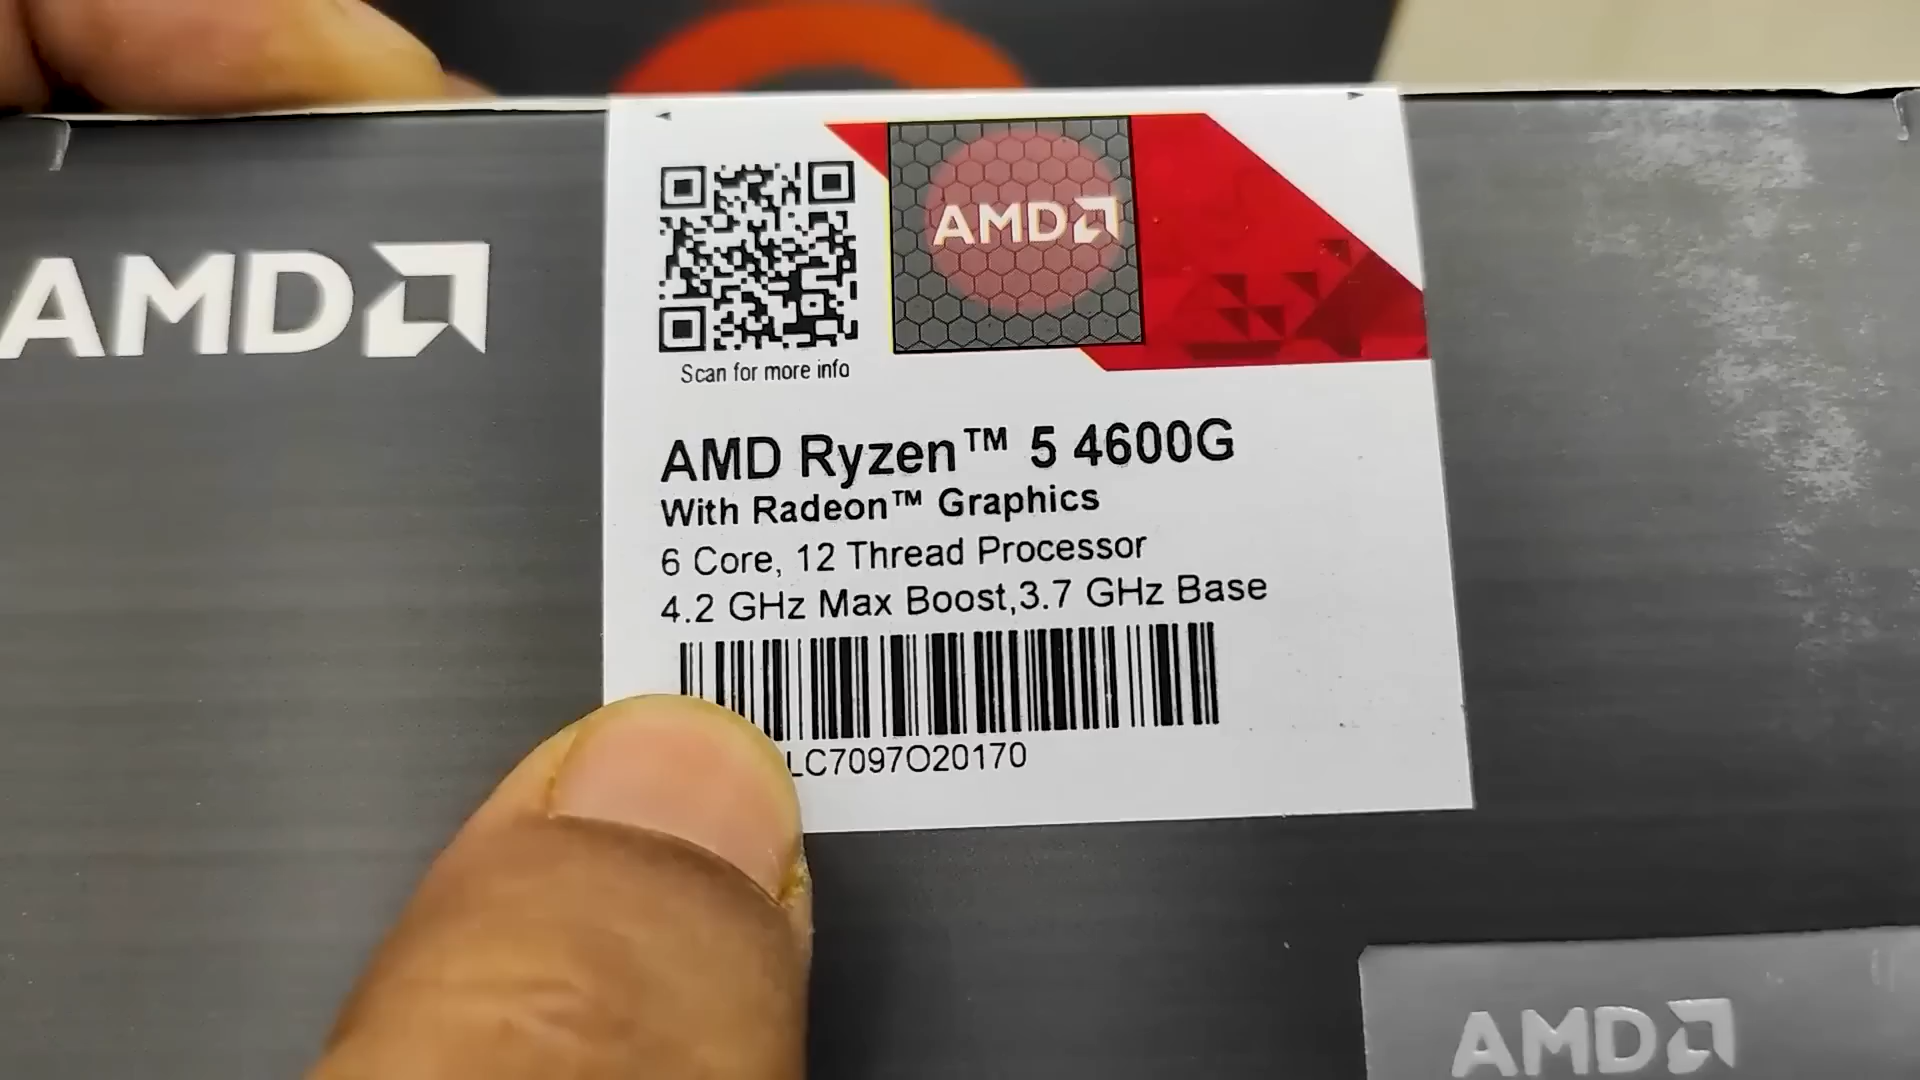 AMD
AMD
Scan for more info
AMD Ryzen™ 5 4600G
With Radeon™ Graphics
6 Core, 12 Thread Processor
4.2 GHz Max Boost,3.7 GHz Base
LC7097O20170
AMD